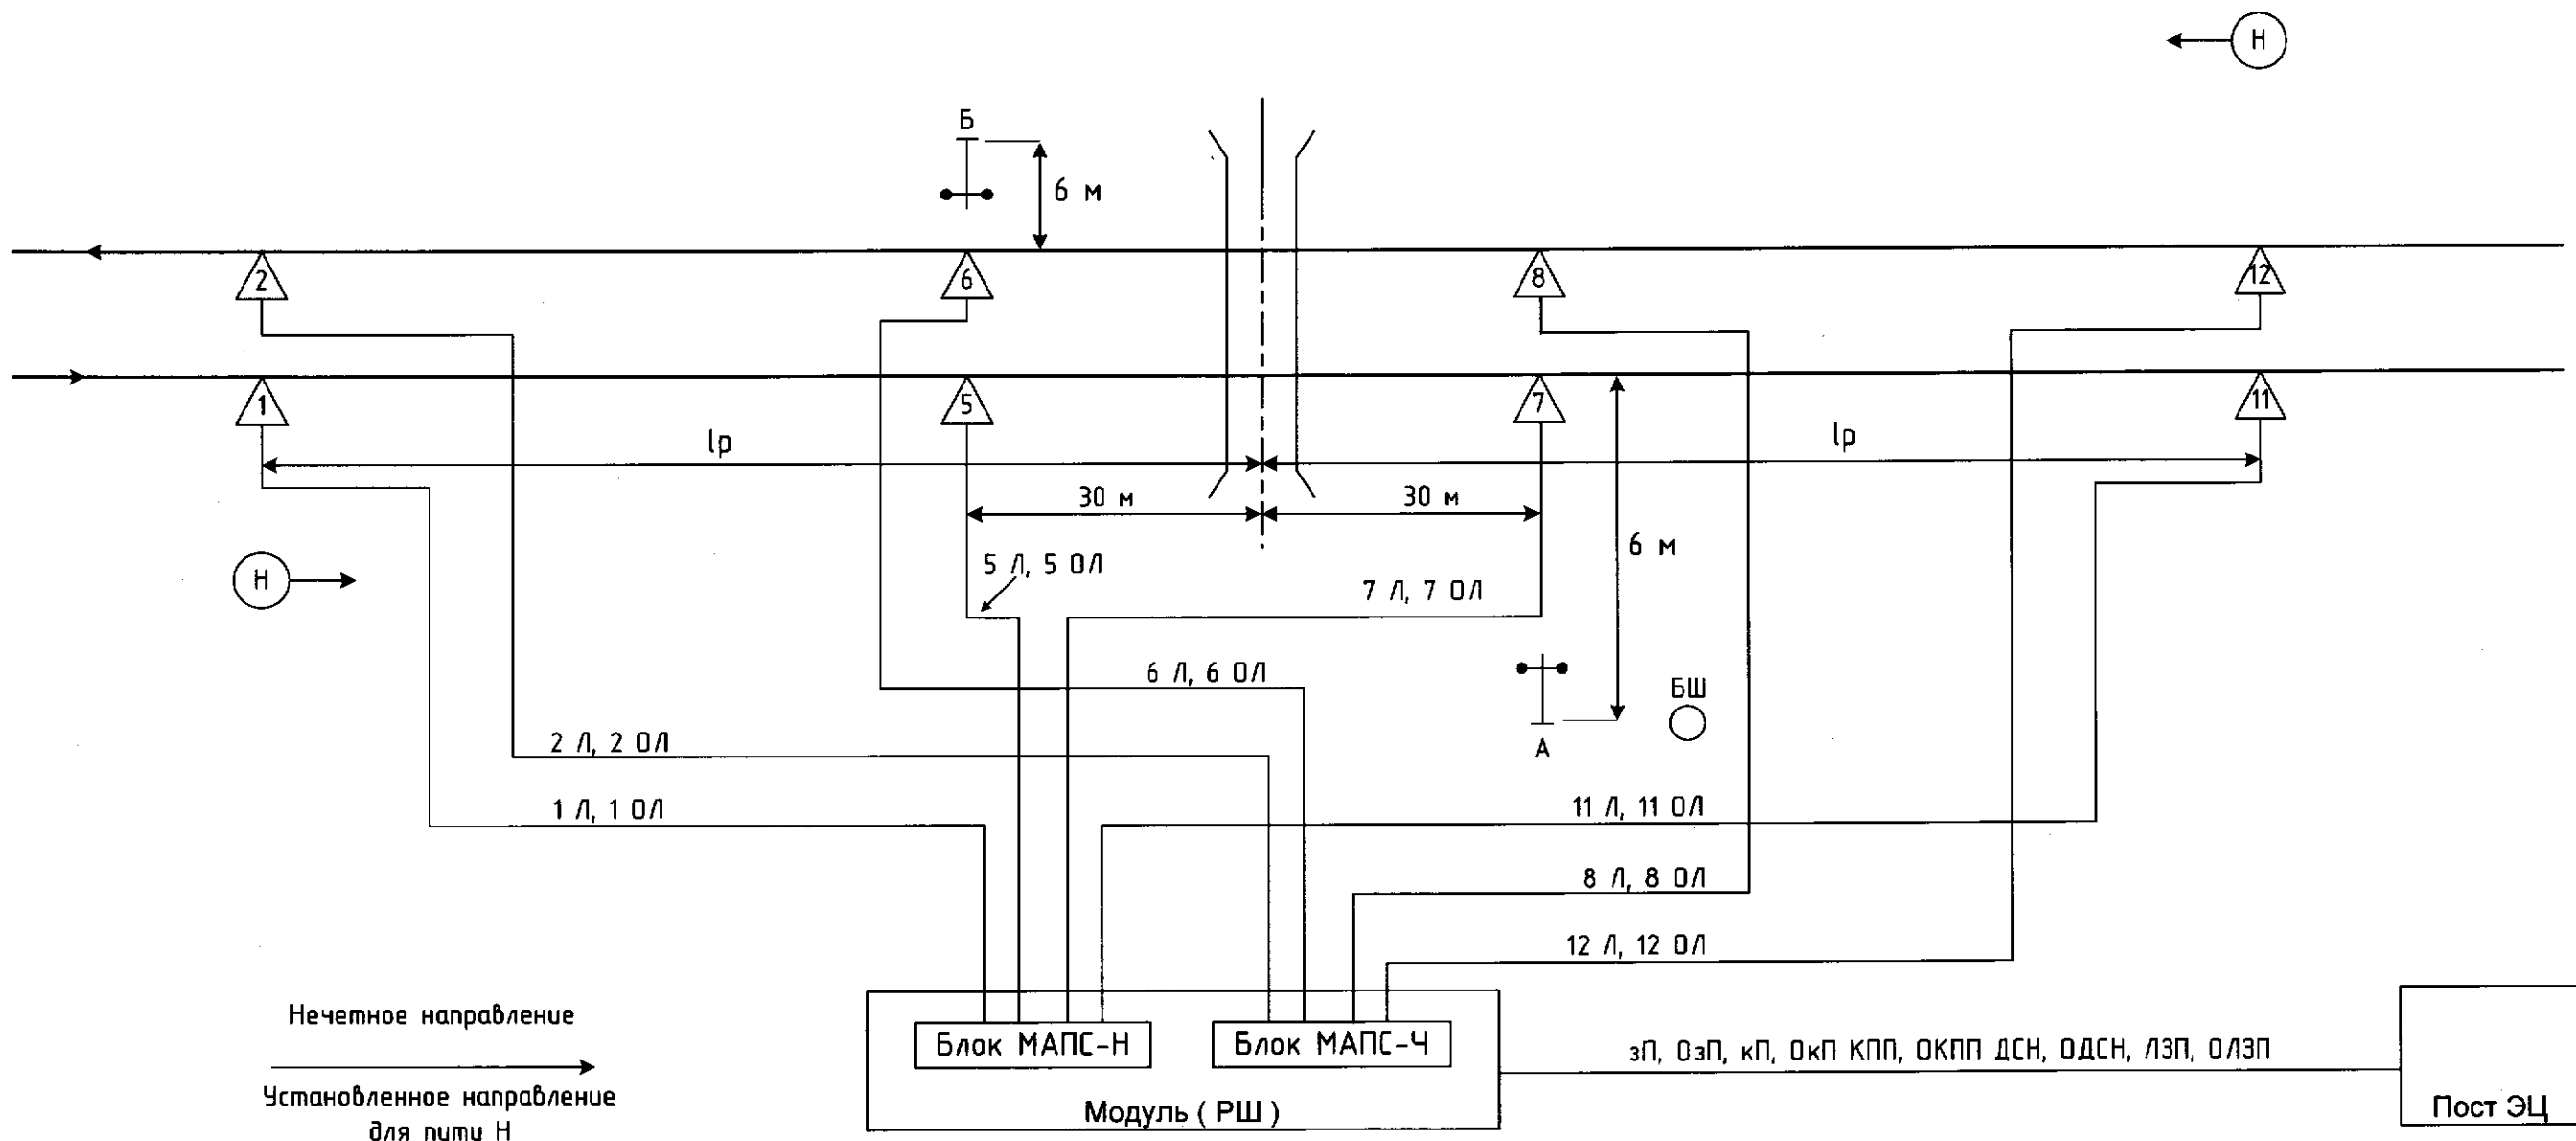 Н
Б
6 м
2
6
8
12
1
5
7
11
lр
lр
30 м
30 м
Н
5 Л, 5 ОЛ
7 Л, 7 ОЛ
6 м
6 Л, 6 ОЛ
БШ
А
2 Л, 2 ОЛ
1 Л, 1 ОЛ
11 Л, 11 ОЛ
8 Л, 8 ОЛ
12 Л, 12 ОЛ
Нечетное направление
Установленное направление
для пути Н
Блок МАПС-Н
Блок МАПС-Ч
Модуль ( РШ )
зП, ОзП, кП, ОкП КПП, ОКПП ДСН, ОДСН, ЛЗП, ОЛЗП
Пост ЭЦ